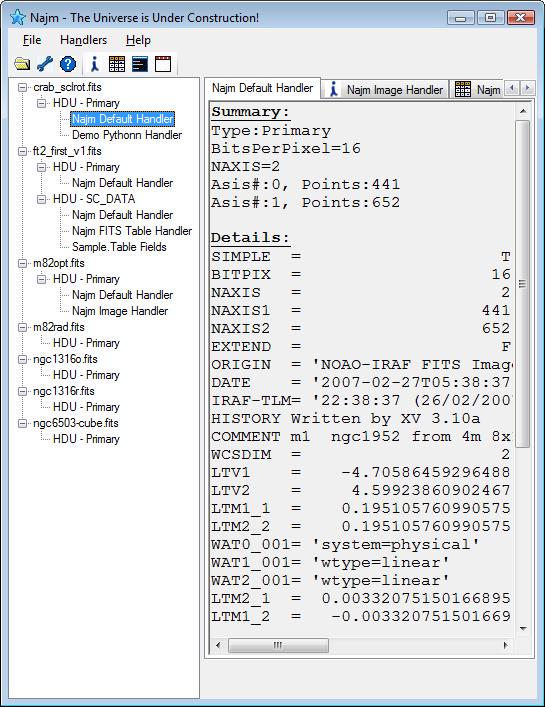 Najm - The Universe is Under Construction!
File Handlers Help
crab_sclrot.fits
HDU - Primary
Najm Default Handler
Demo Pythonn Handler
ft2_first_v1.fits
HDU - Primary
Najm Default Handler
HDU - SC_DATA
Najm Default Handler
Najm FITS Table Handler
Sample.Table Fields
m82opt.fits
HDU - Primary
Najm Default Handler
Najm Image Handler
m82rad.fits
HDU - Primary
ngc1316o.fits
HDU - Primary
ngc1316r.fits
HDU - Primary
ngc6503-cube.fits
HDU - Primary
Najm Default Handler Najm Image Handler Najm
Summary:
Type:Primary
BitsPerPixel=16
NAXIS=2
Asis#:0, Points:441
Asis#:1, Points:652
Details:
SIMPLE = T
BITPIX = 16
NAXIS = 2
NAXIS1 = 441
NAXIS2 = 652
EXTEND = F
ORIGIN = 'NOAO-IRAF FITS Imag
DATE = '2007-02-27T05:38:37
IRAF-TLM= '22:38:37 (26/02/200
HISTORY Written by XV 3.10a
COMMENT m1 ngc1952 from 4m 8x
WCSDIM = 2
LTV1 = -4.70586459296488
LTV2 = 4.59923860902467
LTM1_1 = 0.195105760990575
LTM2_2 = 0.195105760990575
WAT0_001= 'system=physical'
WAT1_001= 'wtype=linear'
WAT2_001= 'wtype=linear'
LTM2_1 = 0.00332075150166895
LTM1_2 = -0.003320751501669